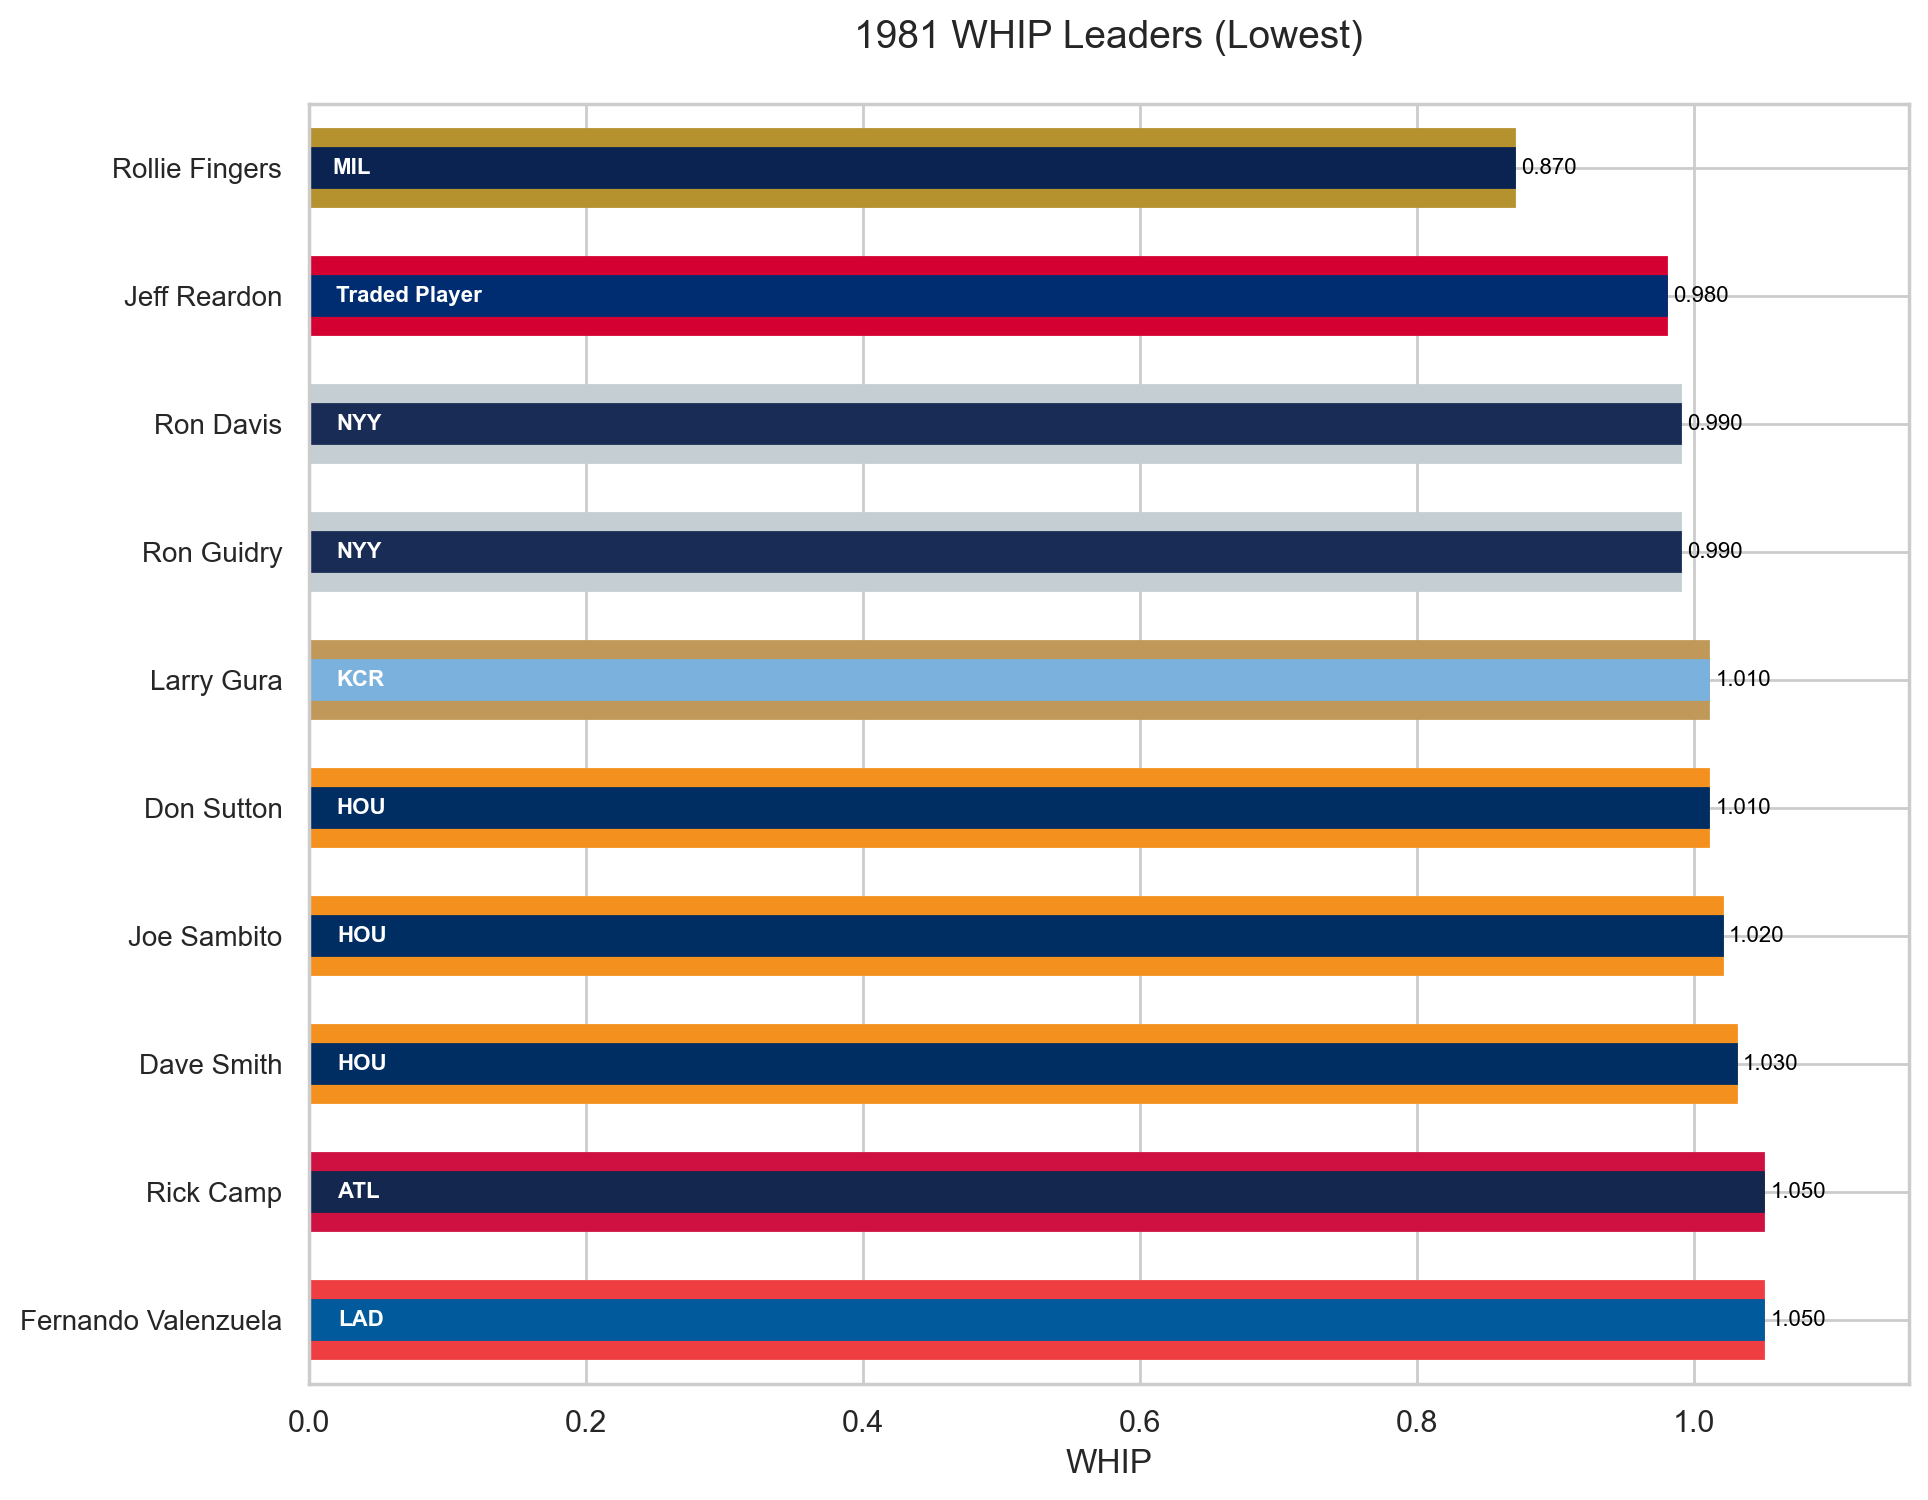 1981 WHIP Leaders (Lowest)
Rollie Fingers MIL 0.870
Jeff Reardon Traded Player 0.980
Ron Davis NYY 0.990
Ron Guidry NYY 0.990
Larry Gura KCR 1.010
Don Sutton HOU 1.010
Joe Sambito HOU 1.020
Dave Smith HOU 1.030
Rick Camp ATL 1.050
Fernando Valenzuela LAD 1.050
0.0 0.2 0.4 0.6 0.8 1.0
WHIP